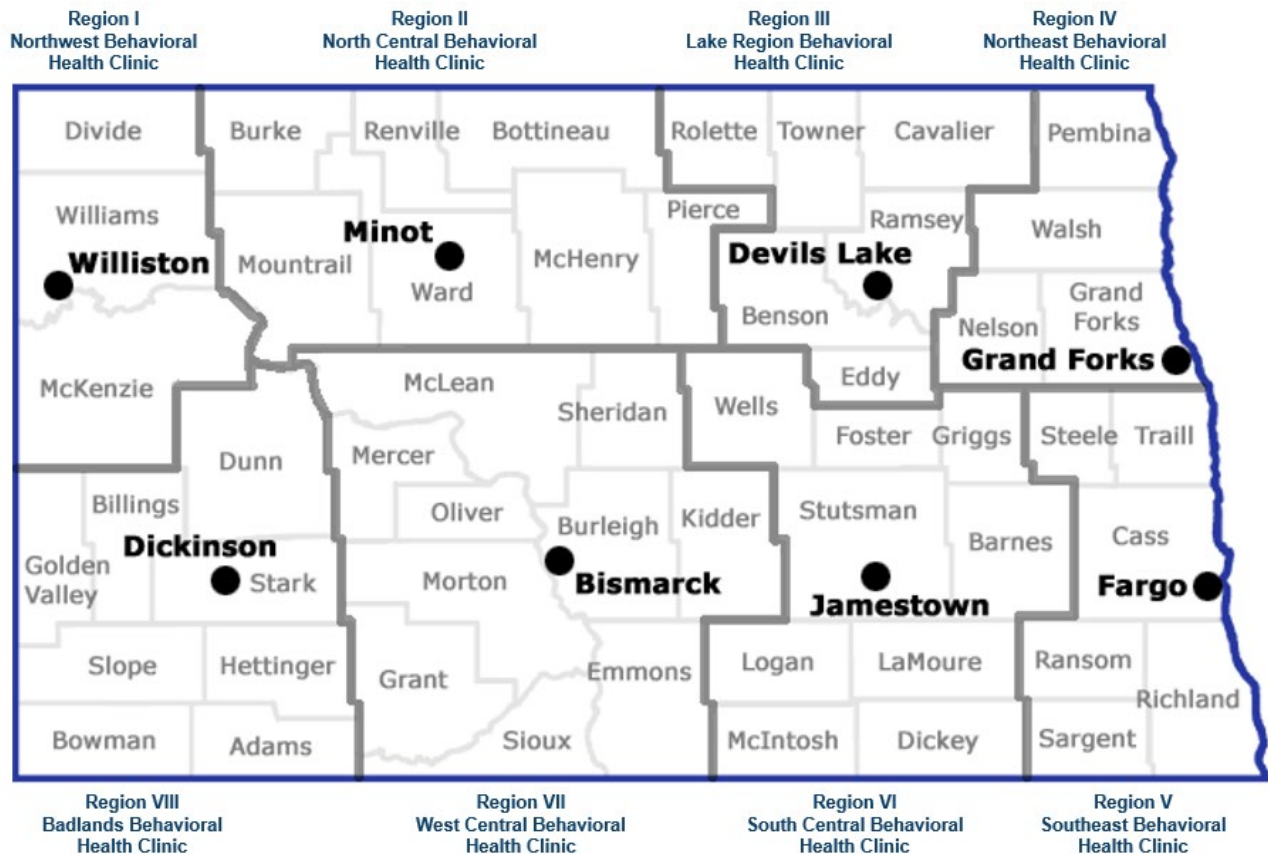 Region I
Northwest Behavioral
Health Clinic
Region II
North Central Behavioral
Health Clinic
Region III
Lake Region Behavioral
Health Clinic
Region IV
Northeast Behavioral
Health Clinic
Divide
Burke
Renville
Bottineau
Rolette
Towner
Cavalier
Pembina
Williams
Pierce
Ramsey
Walsh
Williston
Mountrail
Minot
Ward
McHenry
Devils Lake
Benson
Nelson
Grand
Forks
Grand Forks
McKenzie
McLean
Sheridan
Wells
Eddy
Foster
Griggs
Steele
Traill
Dunn
Mercer
Billings
Oliver
Burleigh
Kidder
Stutsman
Barnes
Cass
Golden
Valley
Dickinson
Stark
Morton
Bismarck
Jamestown
Fargo
Slope
Hettinger
Grant
Emmons
Logan
LaMoure
Ransom
Richland
Bowman
Adams
Sioux
McIntosh
Dickey
Sargent
Region VIII
Badlands Behavioral
Health Clinic
Region VII
West Central Behavioral
Health Clinic
Region VI
South Central Behavioral
Health Clinic
Region V
Southeast Behavioral
Health Clinic